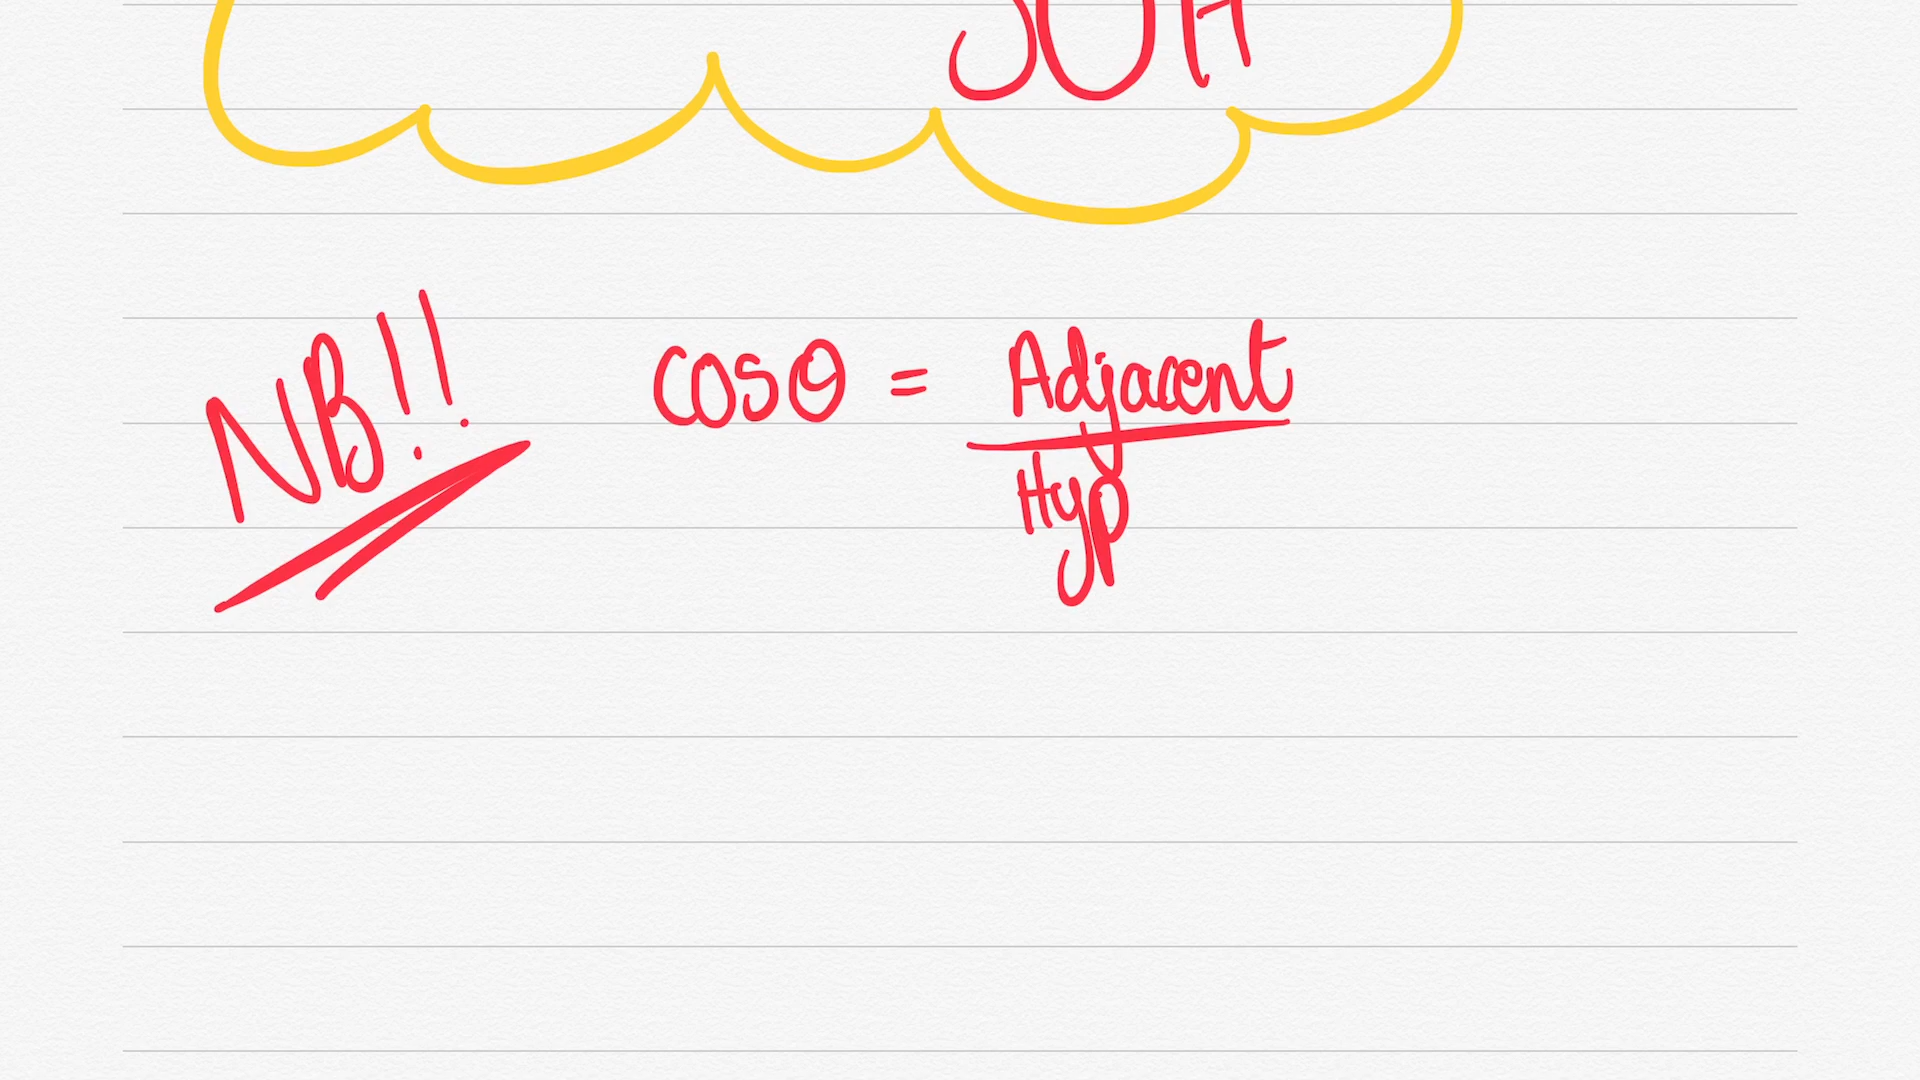 SOH
NB!!
cosθ = Adjacent
Hyp